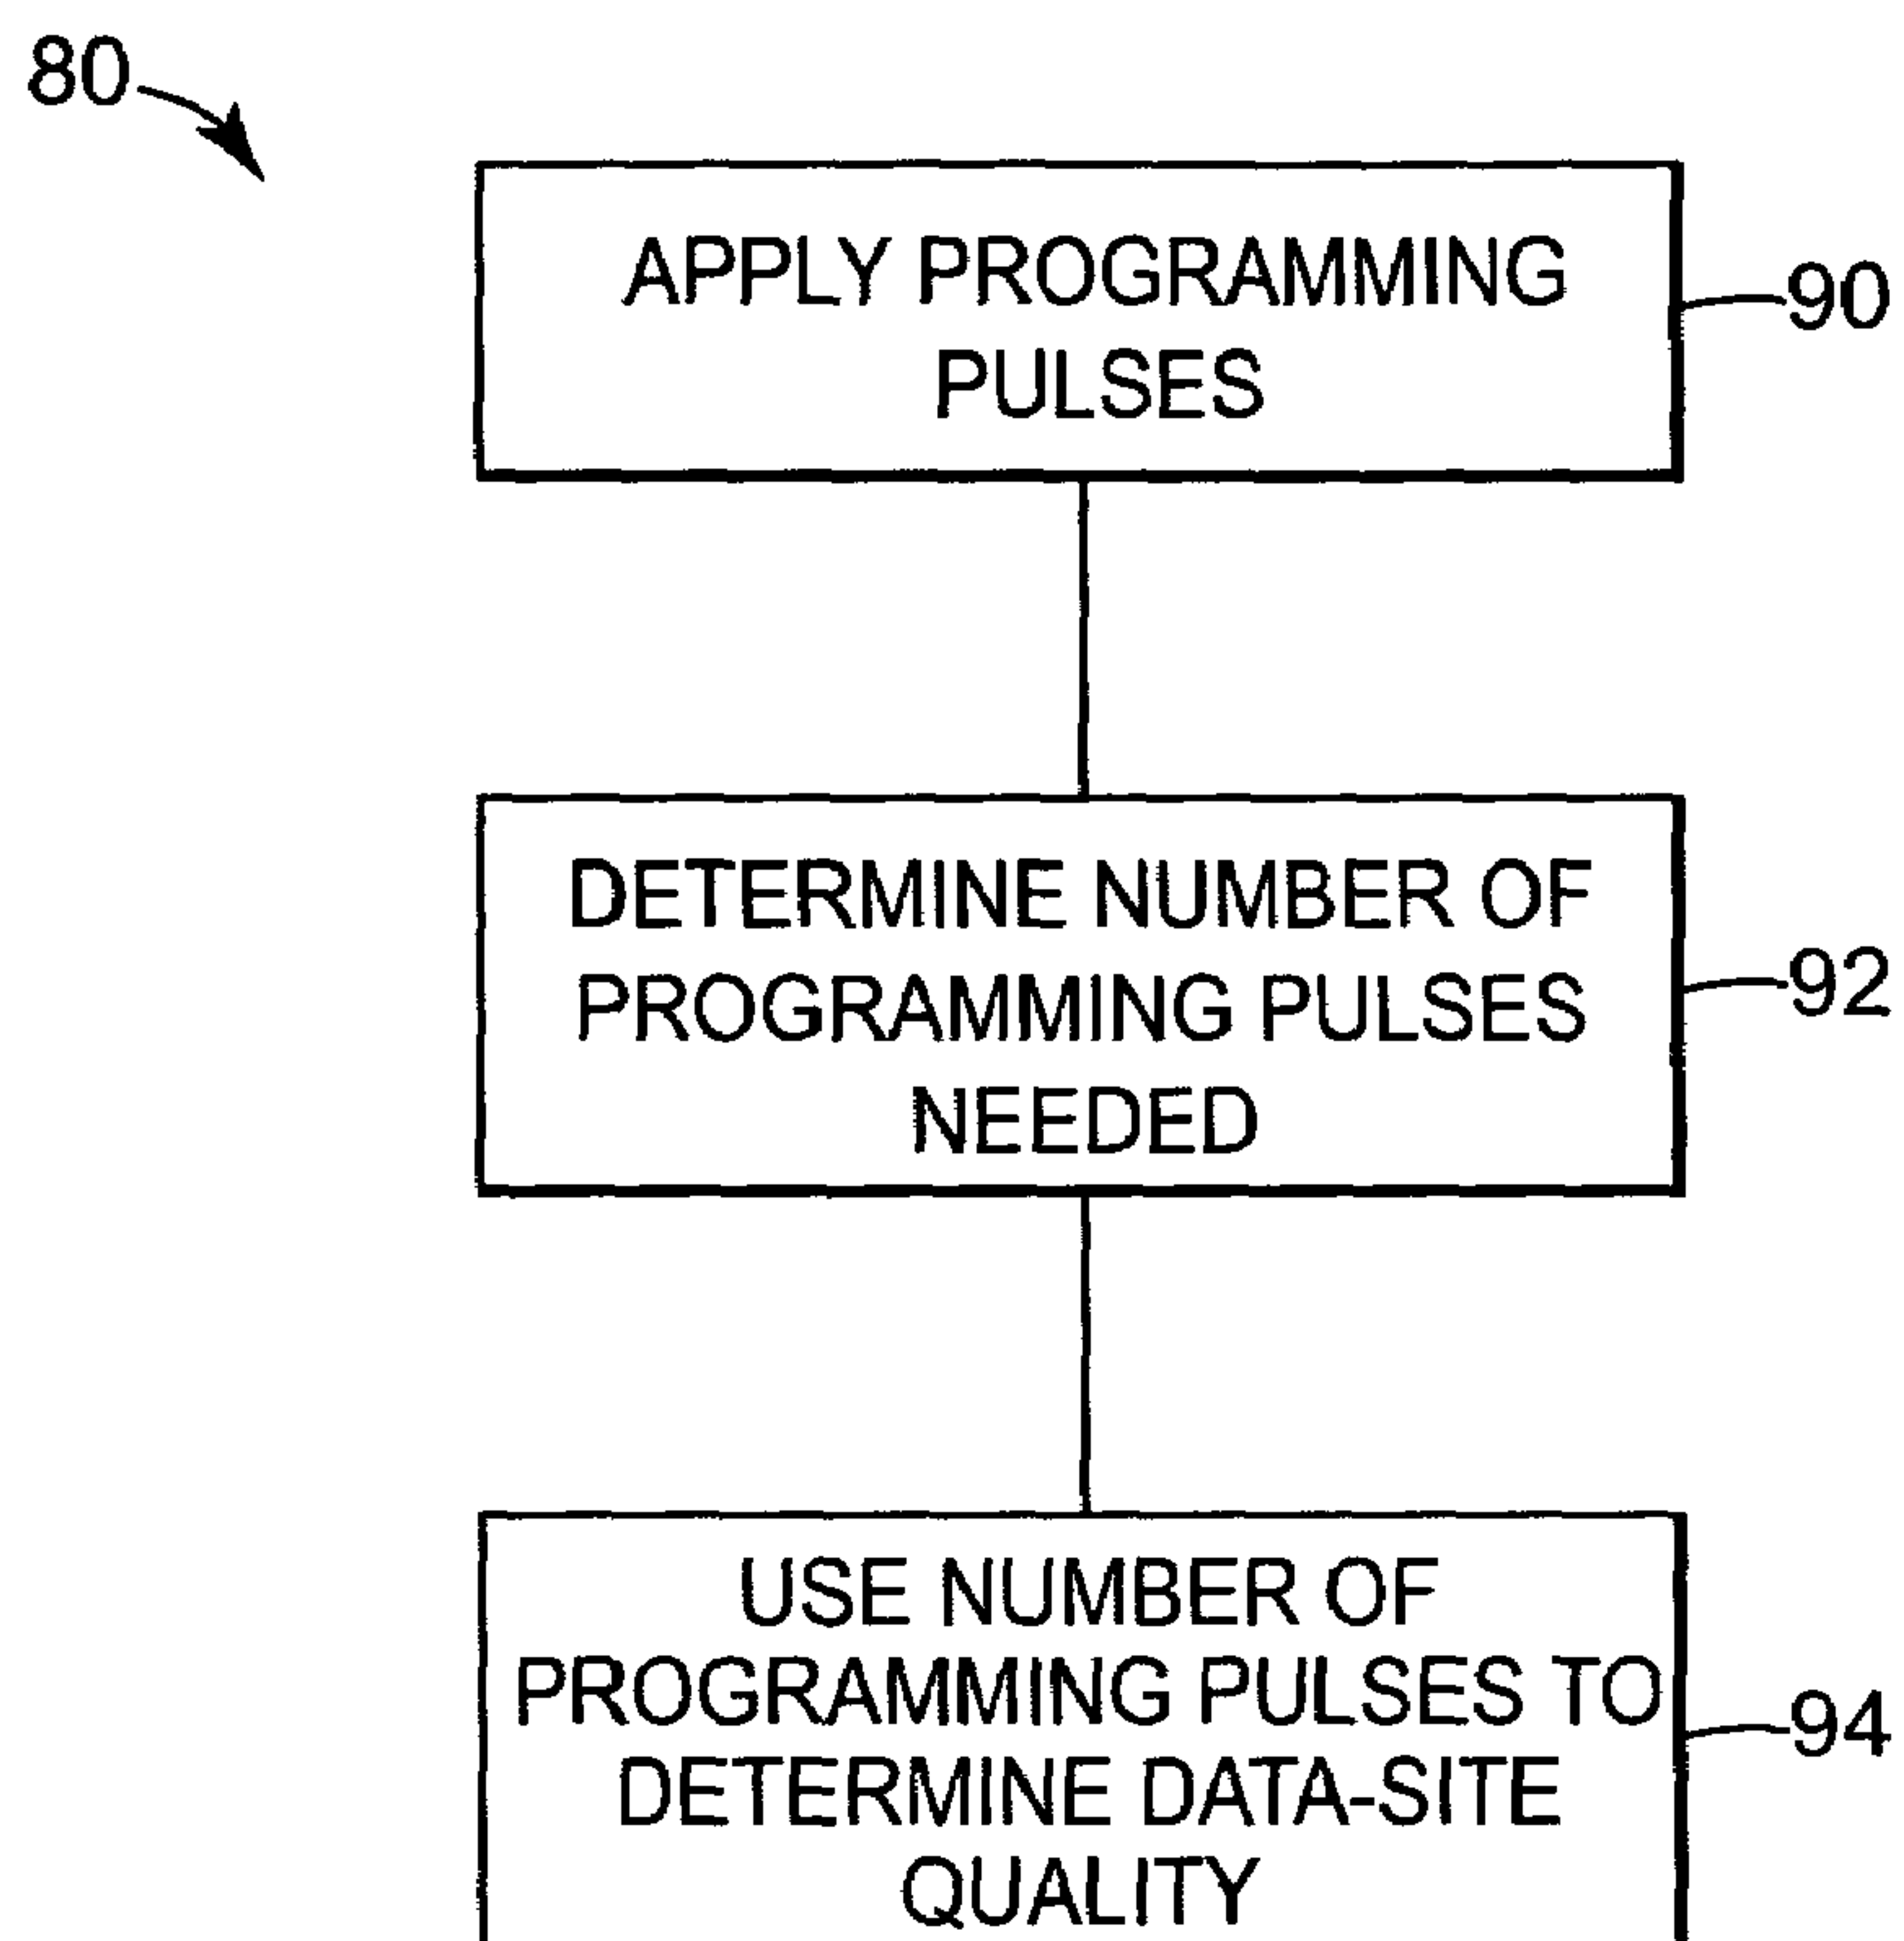 80
APPLY PROGRAMMING
PULSES
90
DETERMINE NUMBER OF
PROGRAMMING PULSES
NEEDED
92
USE NUMBER OF
PROGRAMMING PULSES TO
DETERMINE DATA-SITE
QUALITY
94